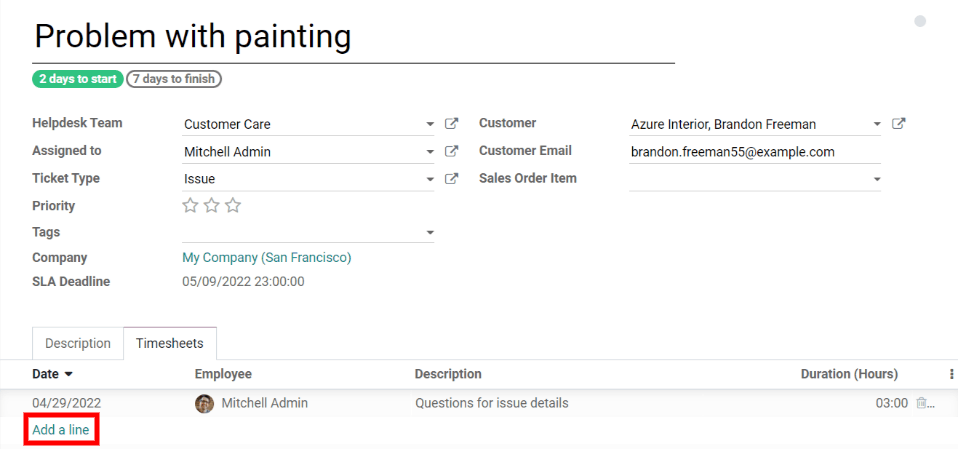 Problem with painting
2 days to start 7 days to finish
Helpdesk Team Customer Care Customer Azure Interior, Brandon Freeman
Assigned to Mitchell Admin Customer Email brandon.freeman55@example.com
Ticket Type Issue Sales Order Item
Priority
Tags
Company My Company (San Francisco)
SLA Deadline 05/09/2022 23:00:00
Description Timesheets
Date Employee Description Duration (Hours)
04/29/2022 Mitchell Admin Questions for issue details 03:00 ...
Add a line